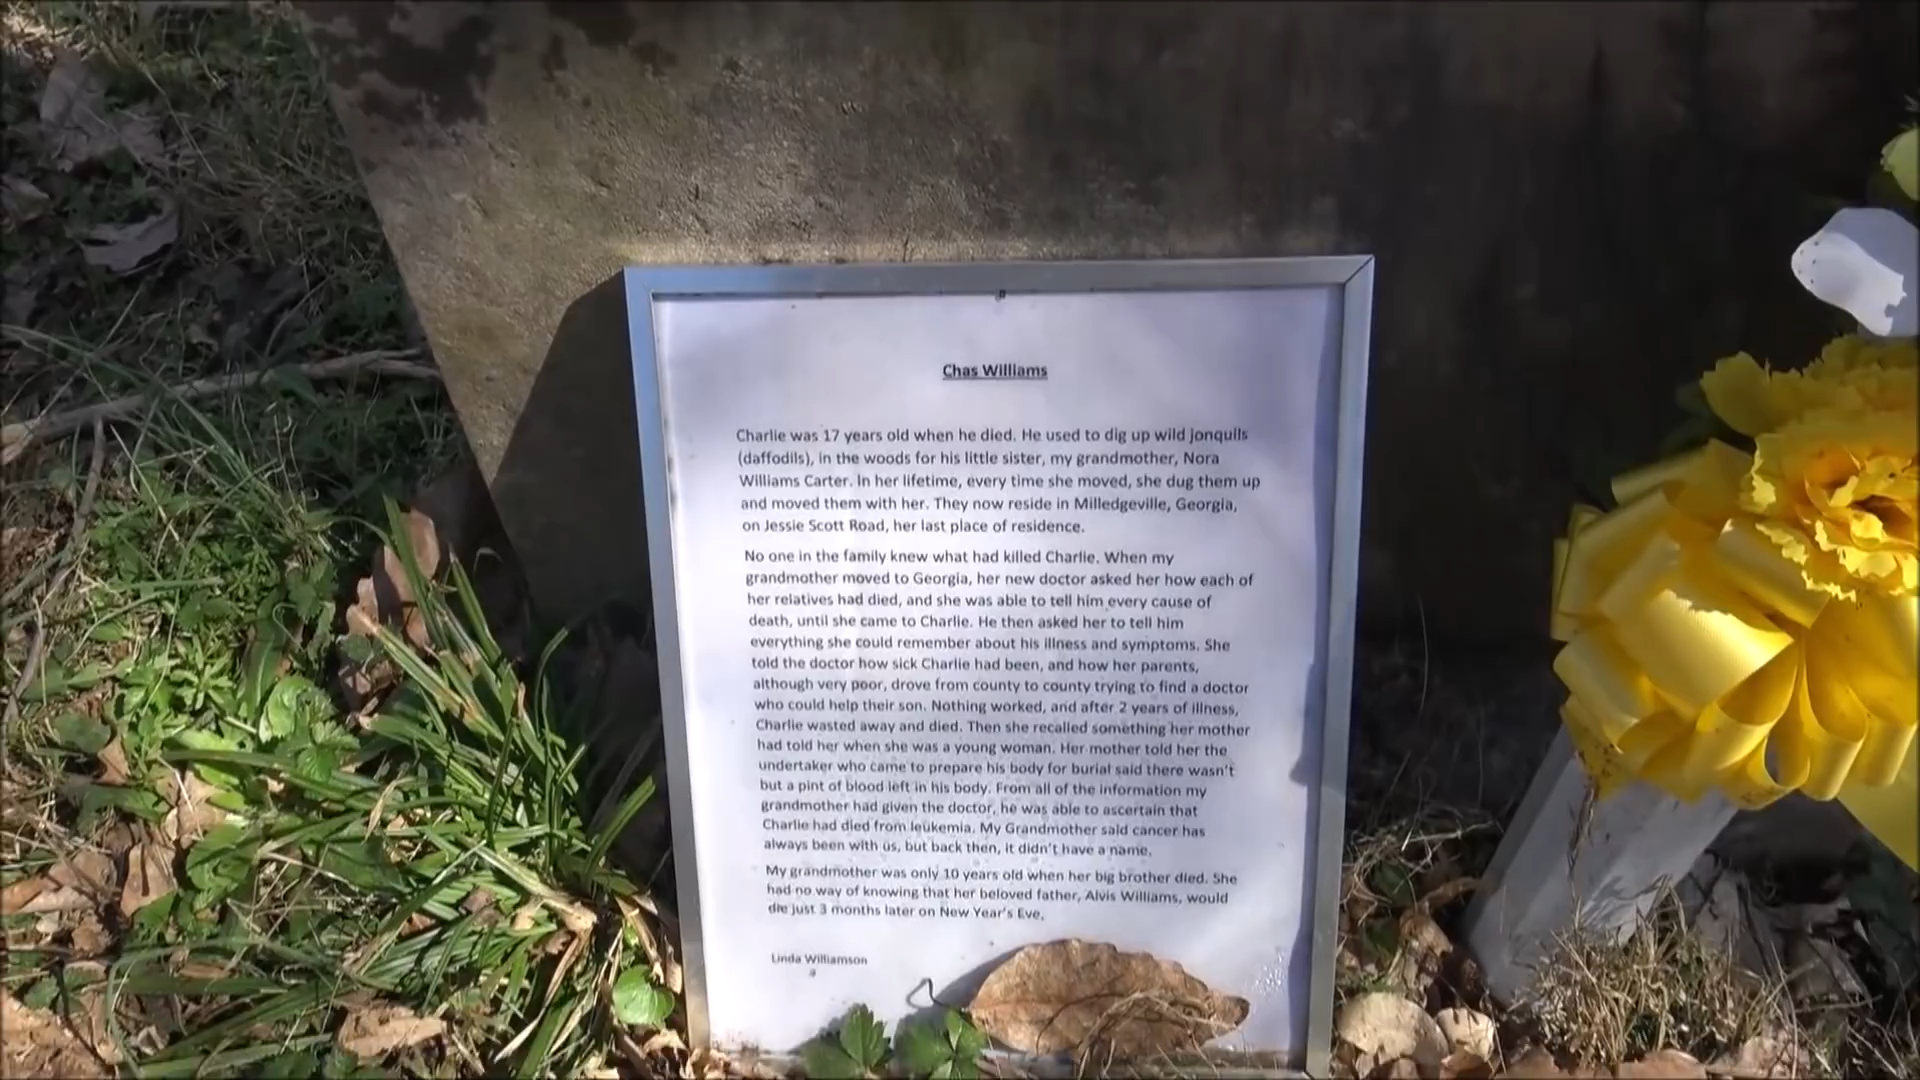 Chas Williams
Charlie was 17 years old when he died. He used to dig up wild jonquils
(daffodils), in the woods for his little sister, my grandmother, Nora
Williams Carter. In her lifetime, every time she moved, she dug them up
and moved them with her. They now reside in Milledgeville, Georgia,
on Jessie Scott Road, her last place of residence.
No one in the family knew what had killed Charlie. When my
grandmother moved to Georgia, her new doctor asked her how each of
her relatives had died, and she was able to tell him every cause of
death, until she came to Charlie. He then asked her to tell him
everything she could remember about his illness and symptoms. She
told the doctor how sick Charlie had been, and how her parents,
although very poor, drove from county to county trying to find a doctor
who could help their son. Nothing worked, and after 2 years of illness,
Charlie wasted away and died. Then she recalled something her mother
had told her when she was a young woman. Her mother told her the
undertaker who came to prepare his body for burial said there wasn't
but a pint of blood left in his body. From all of the information my
grandmother had given the doctor, he was able to ascertain that
Charlie had died from leukemia. My Grandmother said cancer has
always been with us, but back then, it didn't have a name.
My grandmother was only 10 years old when her big brother died. She
had no way of knowing that her beloved father, Alvis Williams, would
die just 3 months later on New Year's Eve.
Linda Williamson